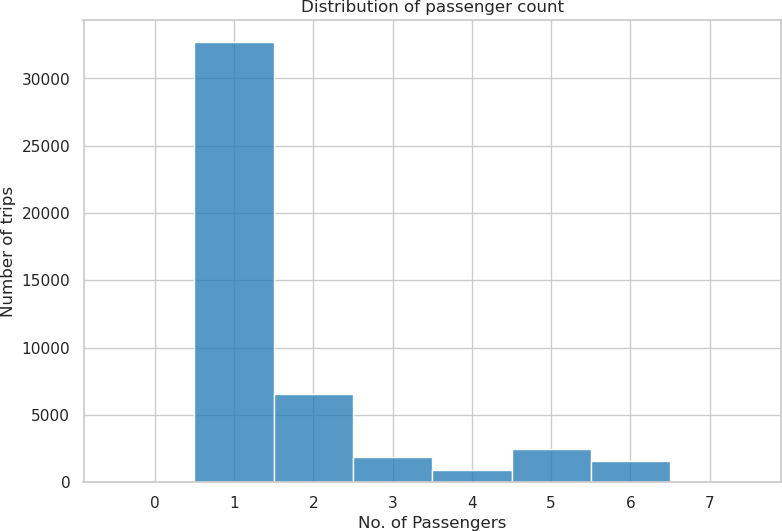 Distribution of passenger count
Number of trips
30000
25000
20000
15000
10000
5000
0
0 1 2 3 4 5 6 7
No. of Passengers